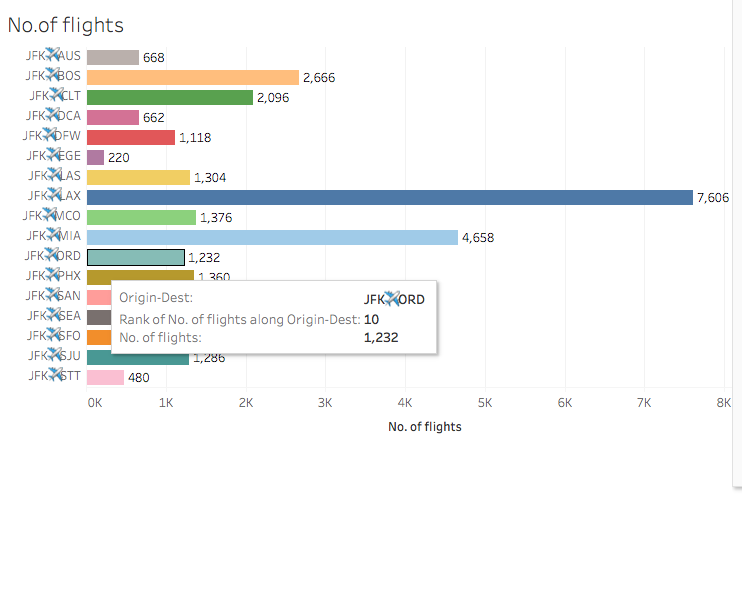 No.of flights
JFK✈️AUS 668
JFK✈️BOS 2,666
JFK✈️CLT 2,096
JFK✈️DCA 662
JFK✈️DFW 1,118
JFK✈️EGE 220
JFK✈️LAS 1,304
JFK✈️LAX 7,606
JFK✈️MCO 1,376
JFK✈️MIA 4,658
JFK✈️ORD 1,232
JFK✈️PHX 1,360
JFK✈️SAN
JFK✈️SEA
JFK✈️SFO
JFK✈️SJU 1,286
JFK✈️STT 480
Origin-Dest: JFK✈️ORD
Rank of No. of flights along Origin-Dest: 10
No. of flights: 1,232
0K 1K 2K 3K 4K 5K 6K 7K 8K
No. of flights